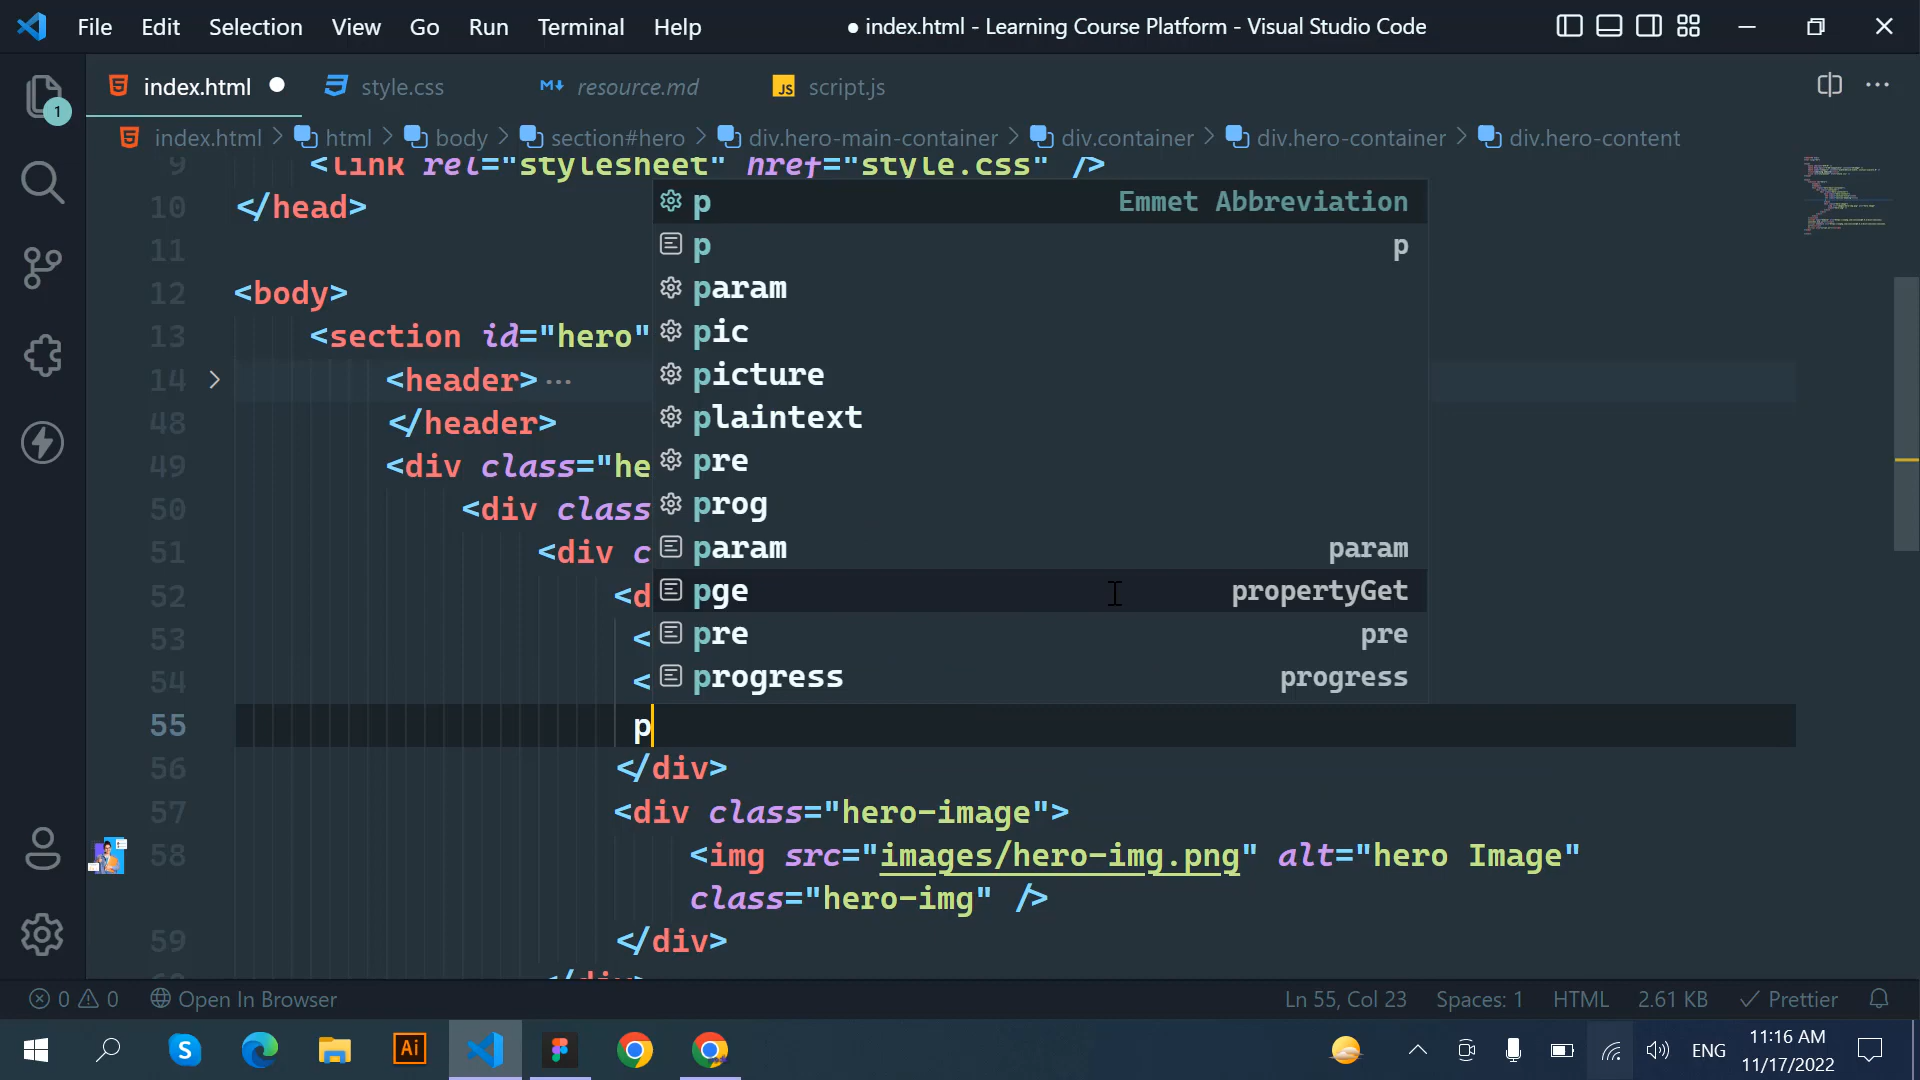 File Edit Selection View Go Run Terminal Help ● index.html - Learning Course Platform - Visual Studio Code
index.html style.css resource.md JS script.js
1
index.html > html > body > section#hero > div.hero-main-container > div.container > div.hero-container > div.hero-content
9 <link rel="stylesheet" href="style.css" />
10 </head>
11
12 <body>
13 <section id="hero"
14 <header>···
48 </header>
49 <div class="he
50 <div class
51 <div c
52 <d
53 <
54 <
55 p
56 </div>
57 <div class="hero-image">
58 <img src="images/hero-img.png" alt="hero Image"
class="hero-img" />
59 </div>
p Emmet Abbreviation
p p
param
pic
picture
plaintext
pre
prog
param param
pge propertyGet
pre pre
progress progress
0 0 Open In Browser Ln 55, Col 23 Spaces: 1 HTML 2.61 KB Prettier
S Ai ENG 11:16 AM
11/17/2022